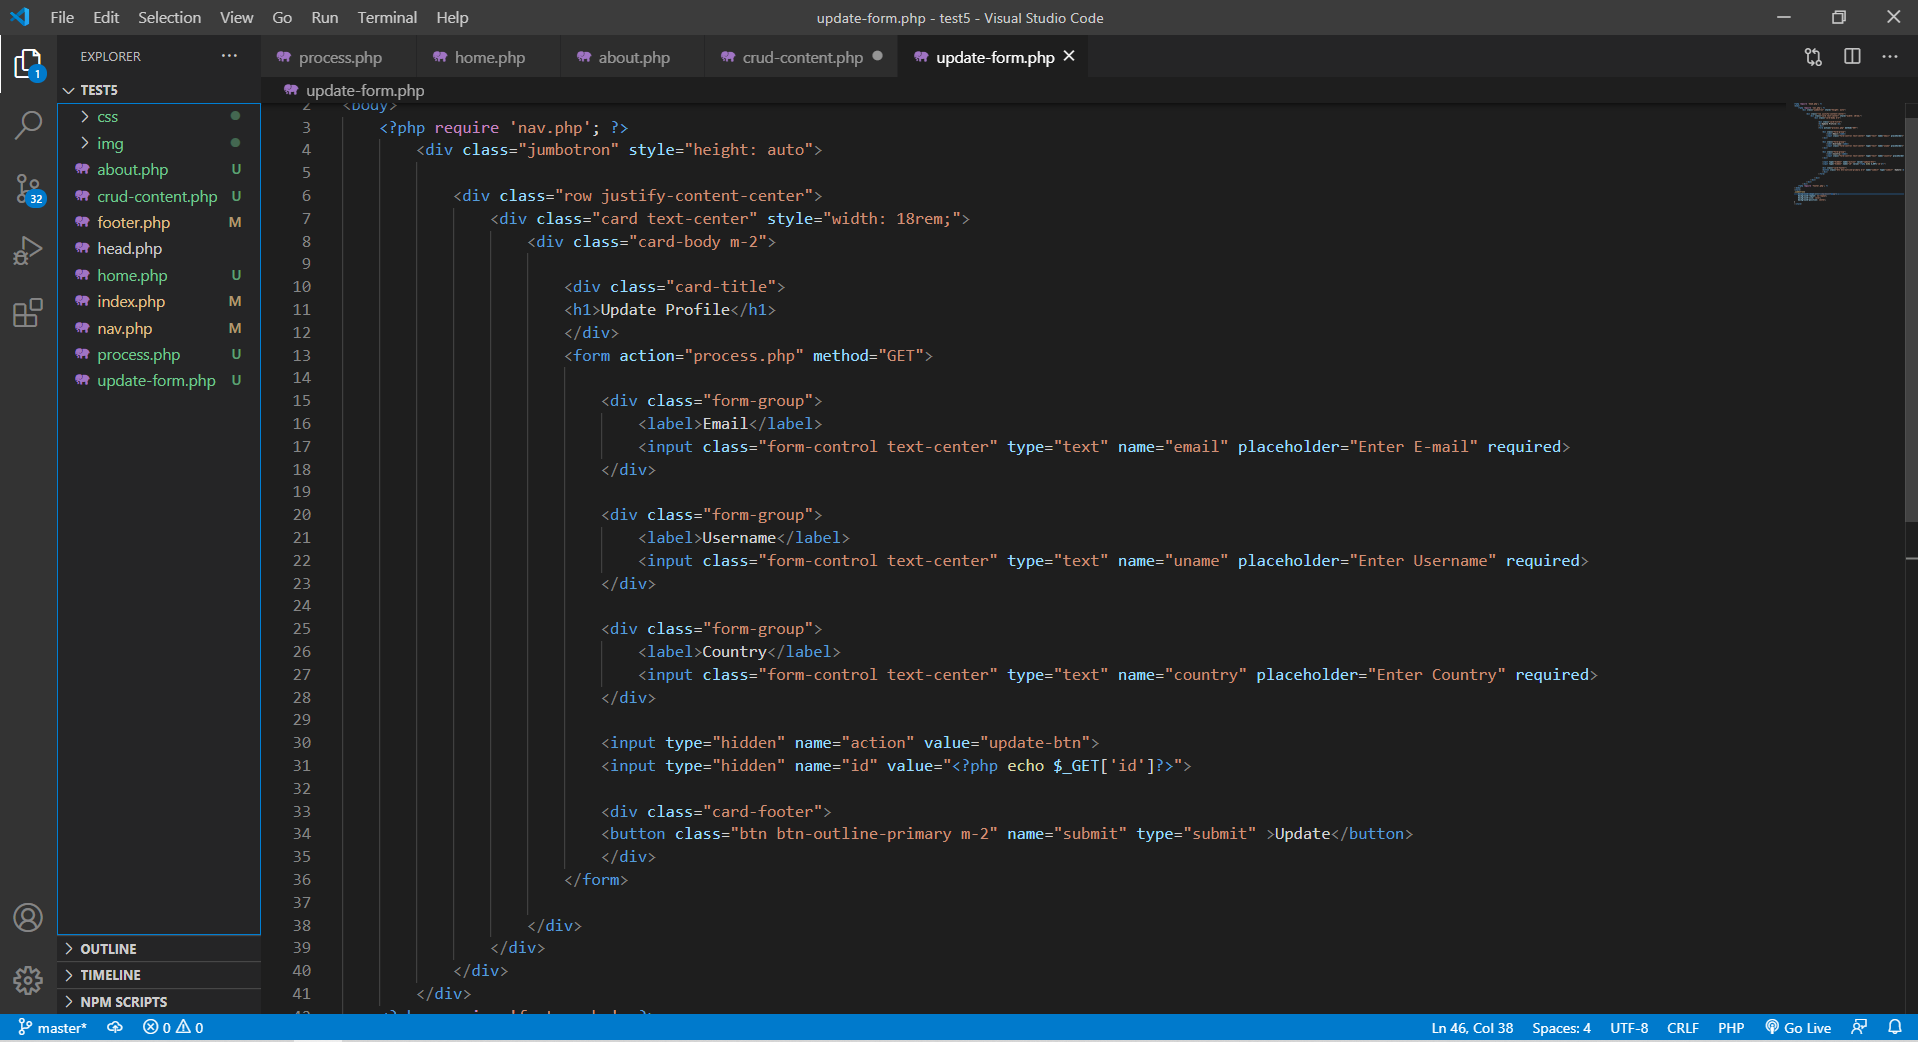 File Edit Selection View Go Run Terminal Help
update-form.php - test5 - Visual Studio Code
EXPLORER
process.php home.php about.php crud-content.php update-form.php
TEST5
update-form.php
css
img
about.php U
crud-content.php U
footer.php M
head.php
home.php U
index.php M
nav.php M
process.php U
update-form.php U
1
32
2 <body>
3 <?php require 'nav.php'; ?>
4 <div class="jumbotron" style="height: auto">
5
6 <div class="row justify-content-center">
7 <div class="card text-center" style="width: 18rem;">
8 <div class="card-body m-2">
9
10 <div class="card-title">
11 <h1>Update Profile</h1>
12 </div>
13 <form action="process.php" method="GET">
14
15 <div class="form-group">
16 <label>Email</label>
17 <input class="form-control text-center" type="text" name="email" placeholder="Enter E-mail" required>
18 </div>
19
20 <div class="form-group">
21 <label>Username</label>
22 <input class="form-control text-center" type="text" name="uname" placeholder="Enter Username" required>
23 </div>
24
25 <div class="form-group">
26 <label>Country</label>
27 <input class="form-control text-center" type="text" name="country" placeholder="Enter Country" required>
28 </div>
29
30 <input type="hidden" name="action" value="update-btn">
31 <input type="hidden" name="id" value="<?php echo $_GET['id']?>">
32
33 <div class="card-footer">
34 <button class="btn btn-outline-primary m-2" name="submit" type="submit" >Update</button>
35 </div>
36 </form>
37
38 </div>
39 </div>
40 </div>
41 </div>
OUTLINE
TIMELINE
NPM SCRIPTS
master* 0 0 Ln 46, Col 38 Spaces: 4 UTF-8 CRLF PHP Go Live